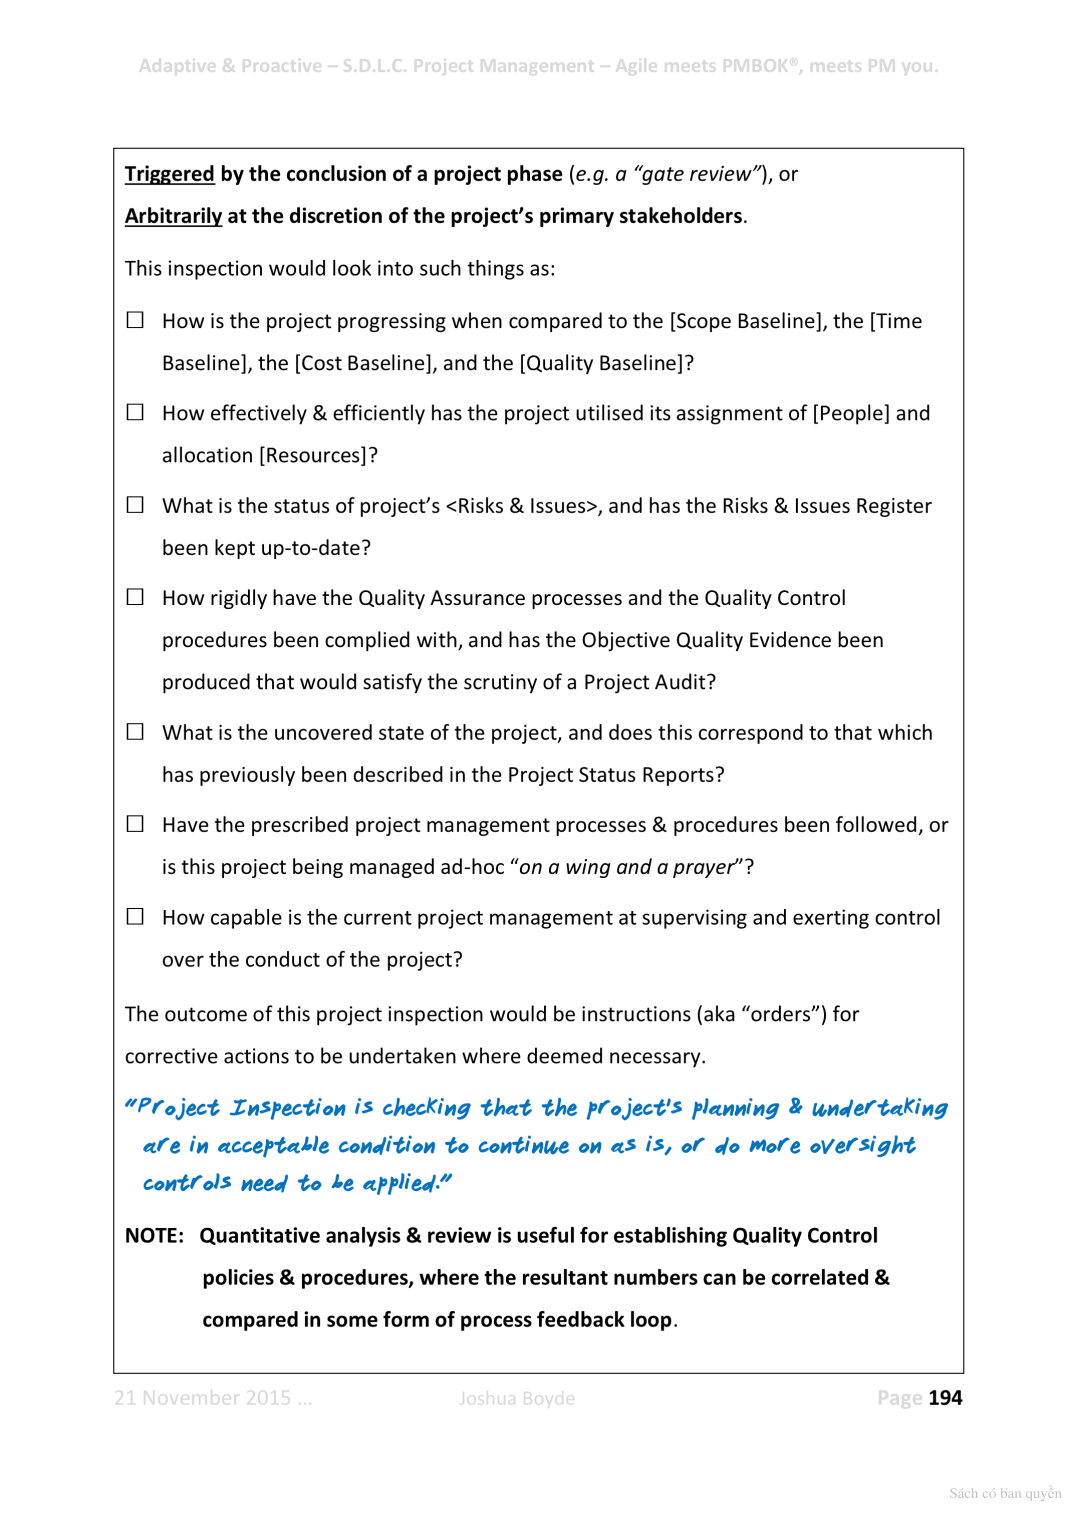 Adaptive & Proactive – S.D.L.C. Project Management – Agile meets PMBOK®, meets PM you.
Triggered by the conclusion of a project phase (e.g. a “gate review”), or
Arbitrarily at the discretion of the project’s primary stakeholders.
This inspection would look into such things as:
☐ How is the project progressing when compared to the [Scope Baseline], the [Time
Baseline], the [Cost Baseline], and the [Quality Baseline]?
☐ How effectively & efficiently has the project utilised its assignment of [People] and
allocation [Resources]?
☐ What is the status of project’s <Risks & Issues>, and has the Risks & Issues Register
been kept up-to-date?
☐ How rigidly have the Quality Assurance processes and the Quality Control
procedures been complied with, and has the Objective Quality Evidence been
produced that would satisfy the scrutiny of a Project Audit?
☐ What is the uncovered state of the project, and does this correspond to that which
has previously been described in the Project Status Reports?
☐ Have the prescribed project management processes & procedures been followed, or
is this project being managed ad-hoc “on a wing and a prayer”?
☐ How capable is the current project management at supervising and exerting control
over the conduct of the project?
The outcome of this project inspection would be instructions (aka “orders”) for
corrective actions to be undertaken where deemed necessary.
“Project Inspection is checking that the project's planning & undertaking
are in acceptable condition to continue on as is, or do more oversight
controls need to be applied.”
NOTE: Quantitative analysis & review is useful for establishing Quality Control
policies & procedures, where the resultant numbers can be correlated &
compared in some form of process feedback loop.
21 November 2015 … Joshua Boyde Page 194
Sách có bản quyền